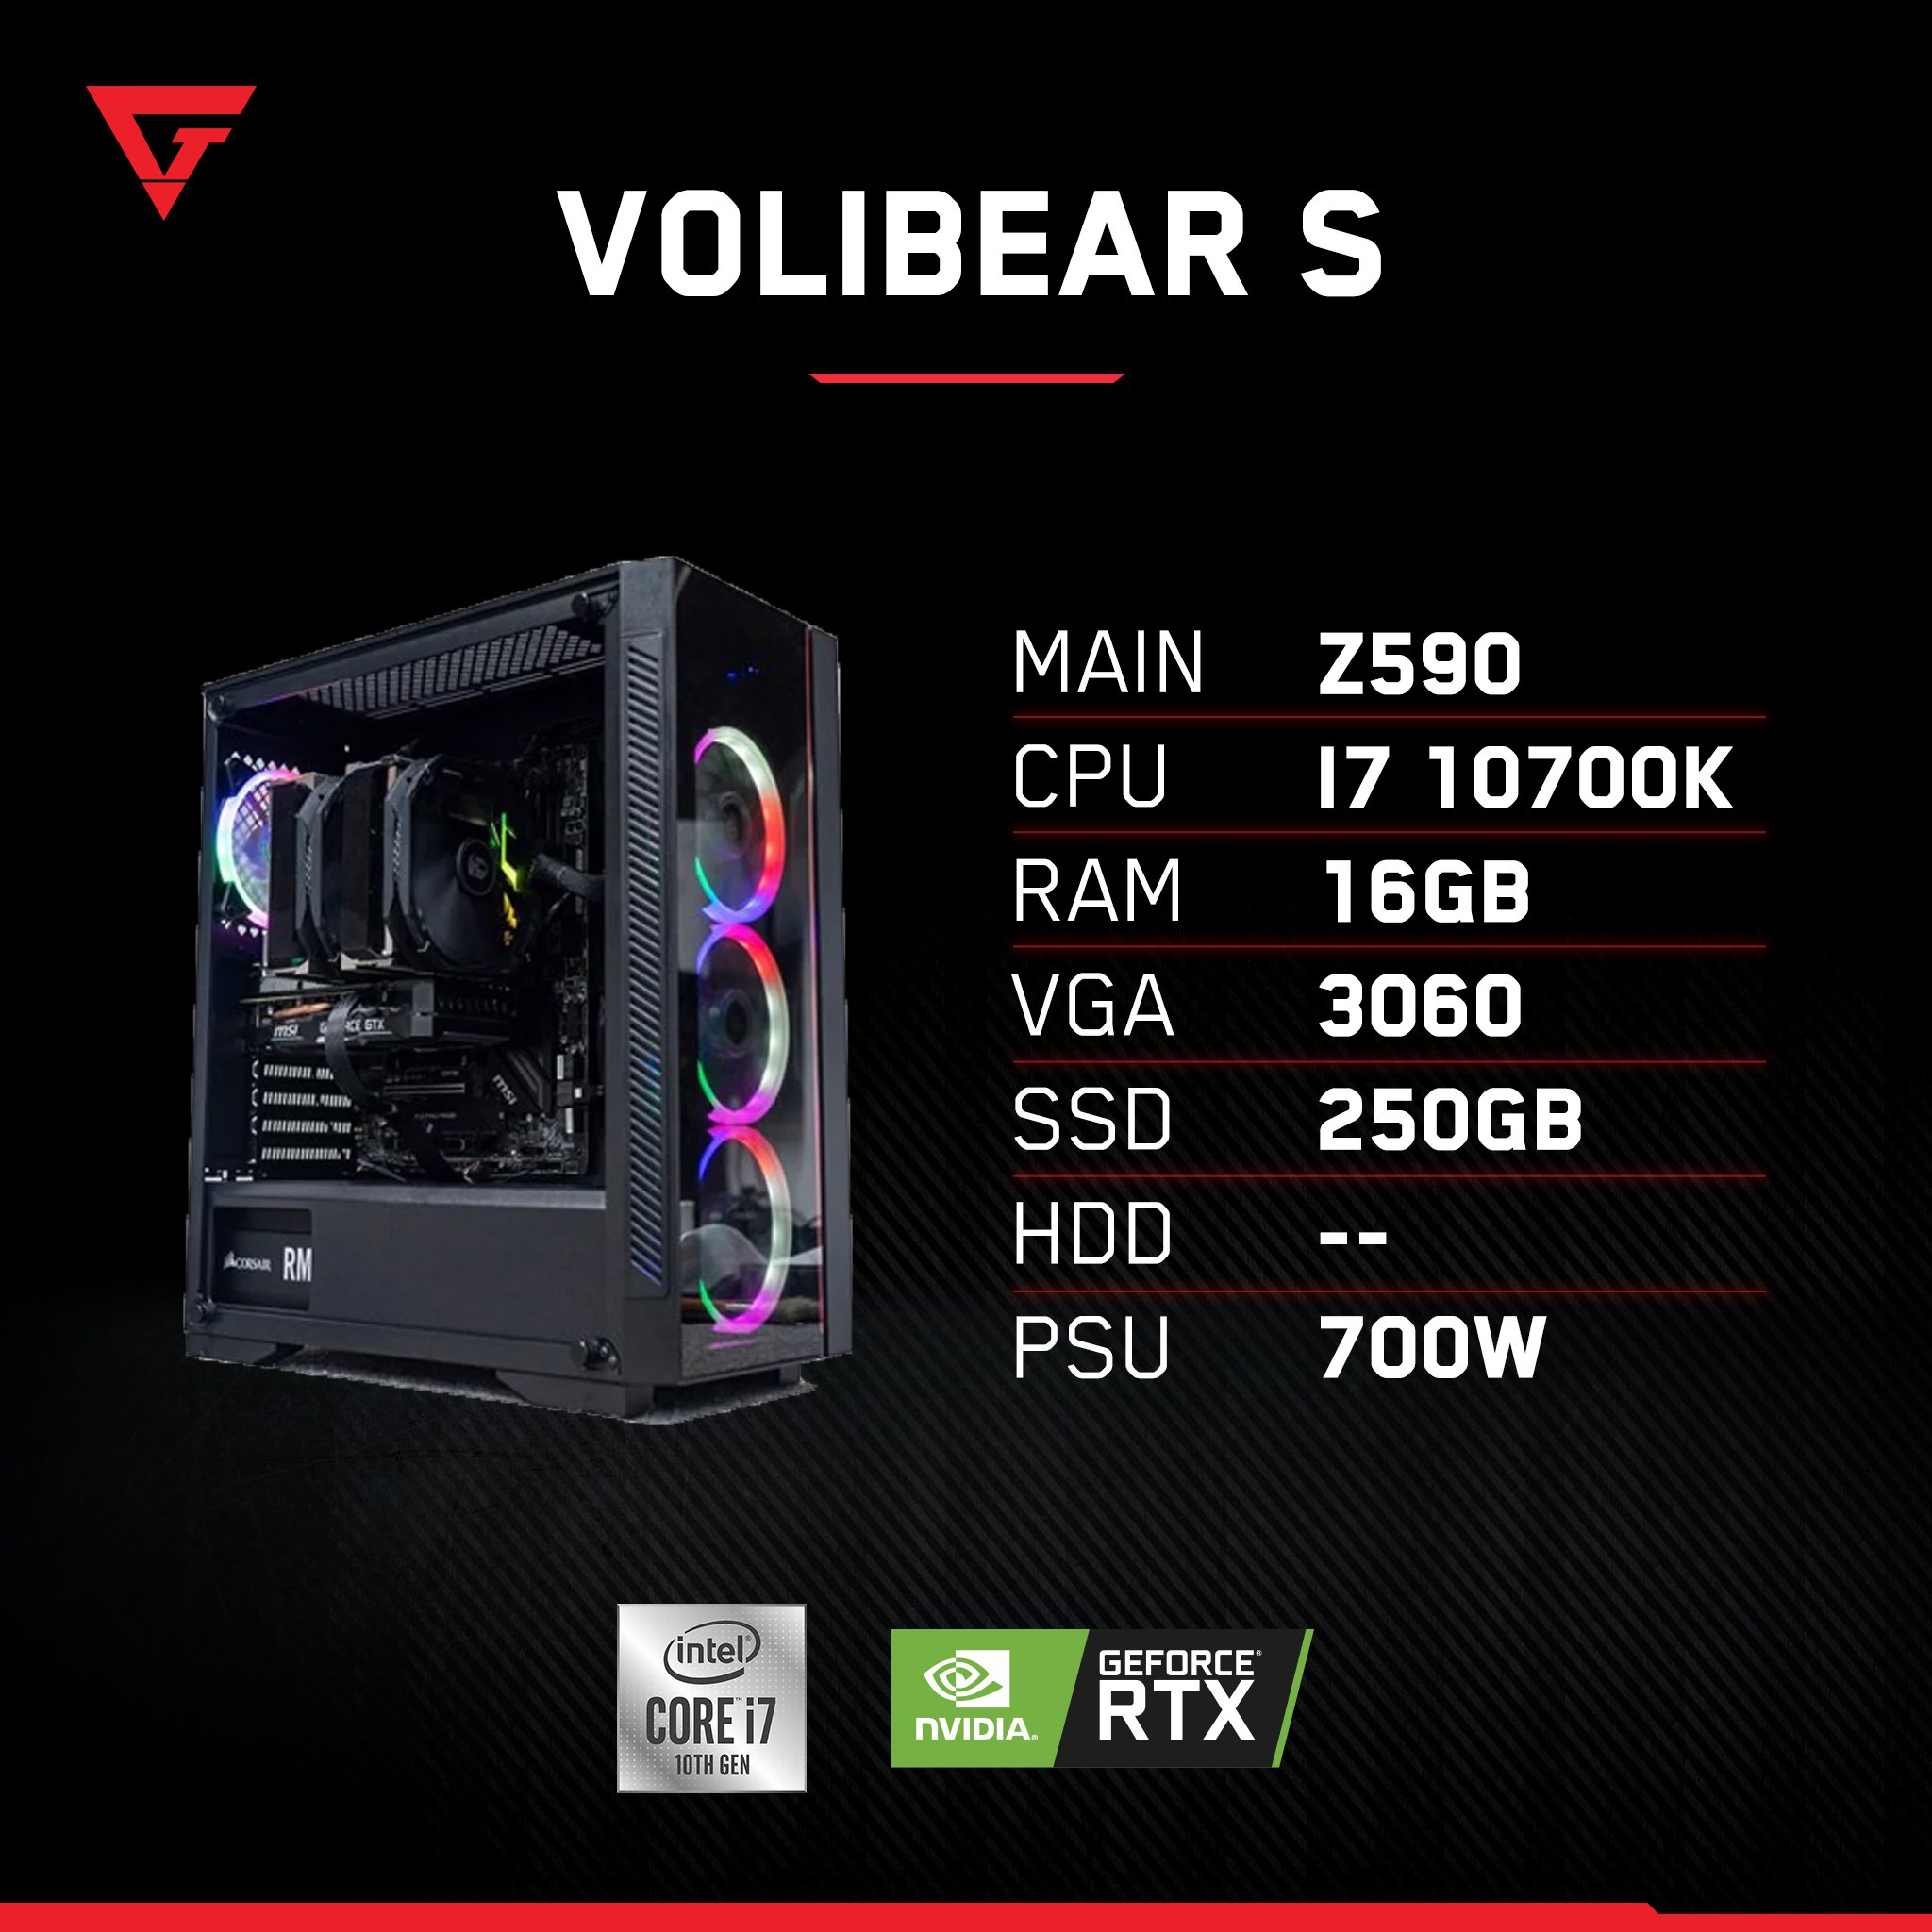 VOLIBEAR S
MAIN Z590
CPU I7 10700K
RAM 16GB
VGA 3060
SSD 250GB
HDD --
PSU 700W
msi GEFORCE GTX
msi
CORSAIR RM
intel®
CORE™ i7
10TH GEN
NVIDIA®
GEFORCE®
RTX